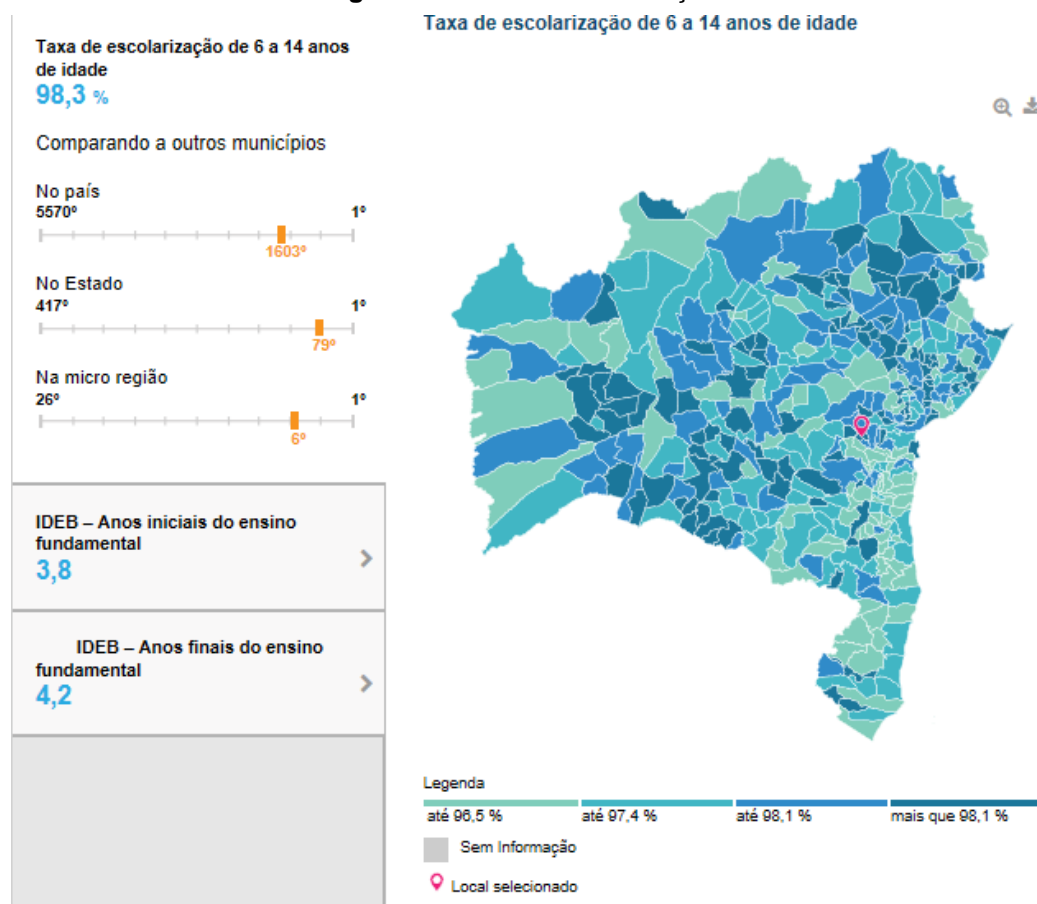 Taxa de escolarização de 6 a 14 anos
de idade
98,3 %
Comparando a outros municípios
No país
5570º 1º
1603º
No Estado
417º 1º
79º
Na micro região
26º 1º
6º
IDEB – Anos iniciais do ensino
fundamental
3,8
IDEB – Anos finais do ensino
fundamental
4,2
Taxa de escolarização de 6 a 14 anos de idade
Legenda
até 96,5 % até 97,4 % até 98,1 % mais que 98,1 %
Sem Informação
Local selecionado